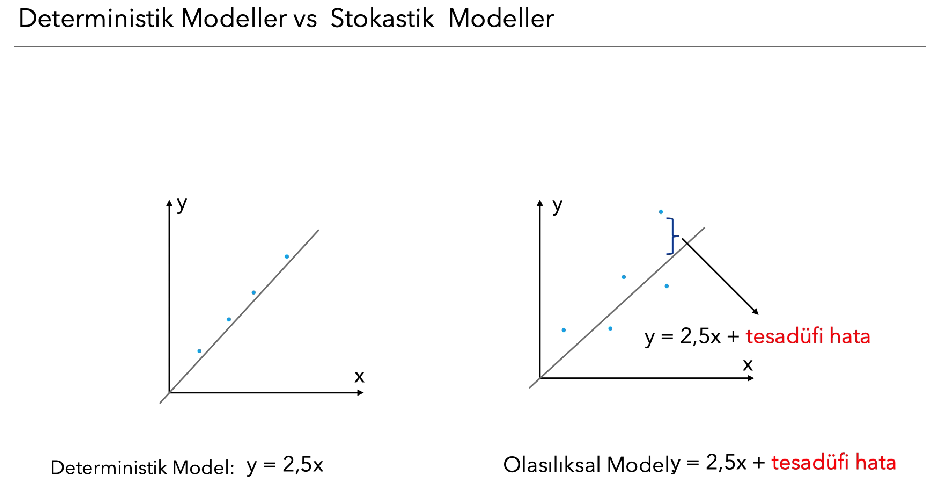 Deterministik Modeller vs Stokastik Modeller
y
x
Deterministik Model: y = 2,5x
y
y = 2,5x + tesadüfi hata
x
Olasılıksal Modely = 2,5x + tesadüfi hata